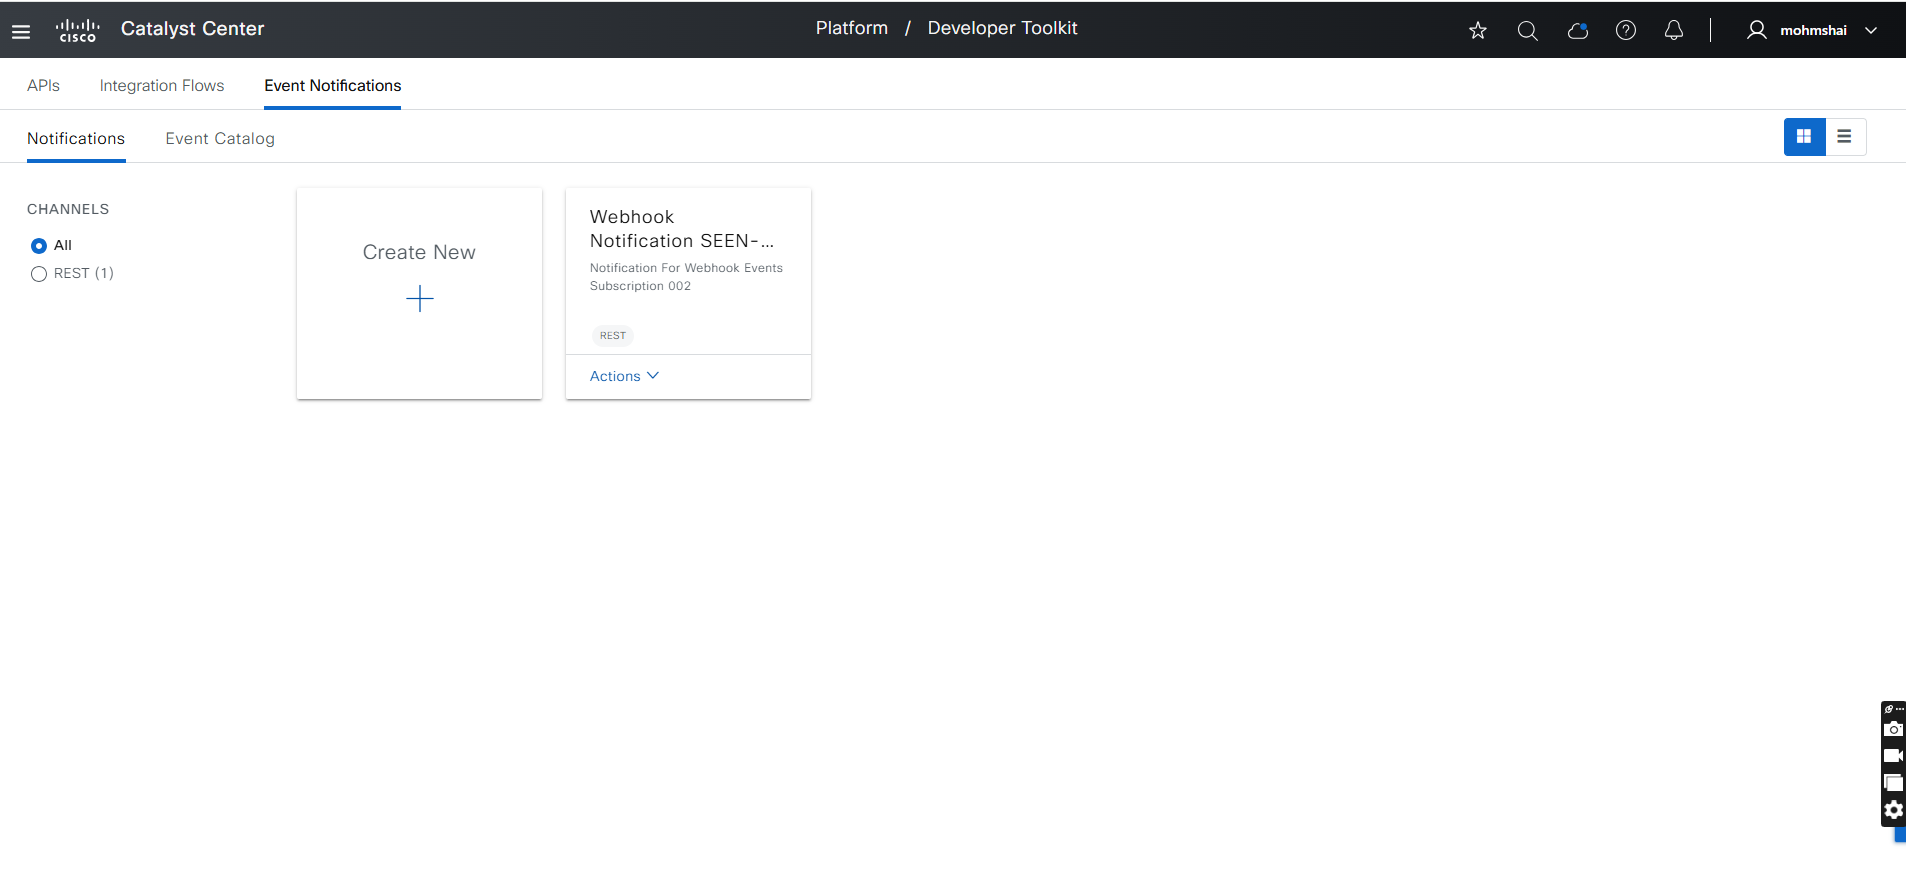 CISCO
Catalyst Center
Platform / Developer Toolkit
mohmshai
APIs
Integration Flows
Event Notifications
Notifications
Event Catalog
CHANNELS
All
REST (1)
Create New
Webhook
Notification SEEN-...
Notification For Webhook Events
Subscription 002
REST
Actions